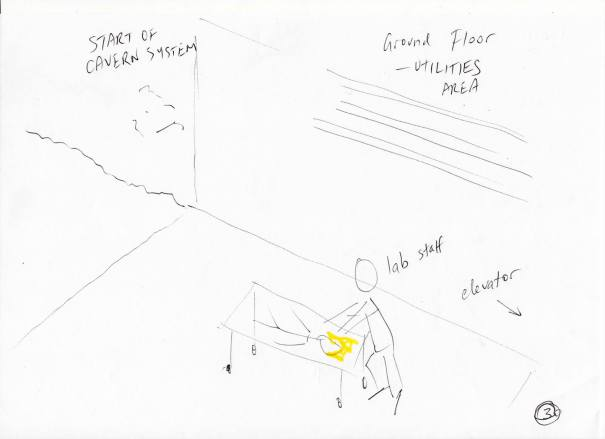 START OF
CAVERN SYSTEM
Ground Floor
- UTILITIES
AREA
lab staff
elevator
3